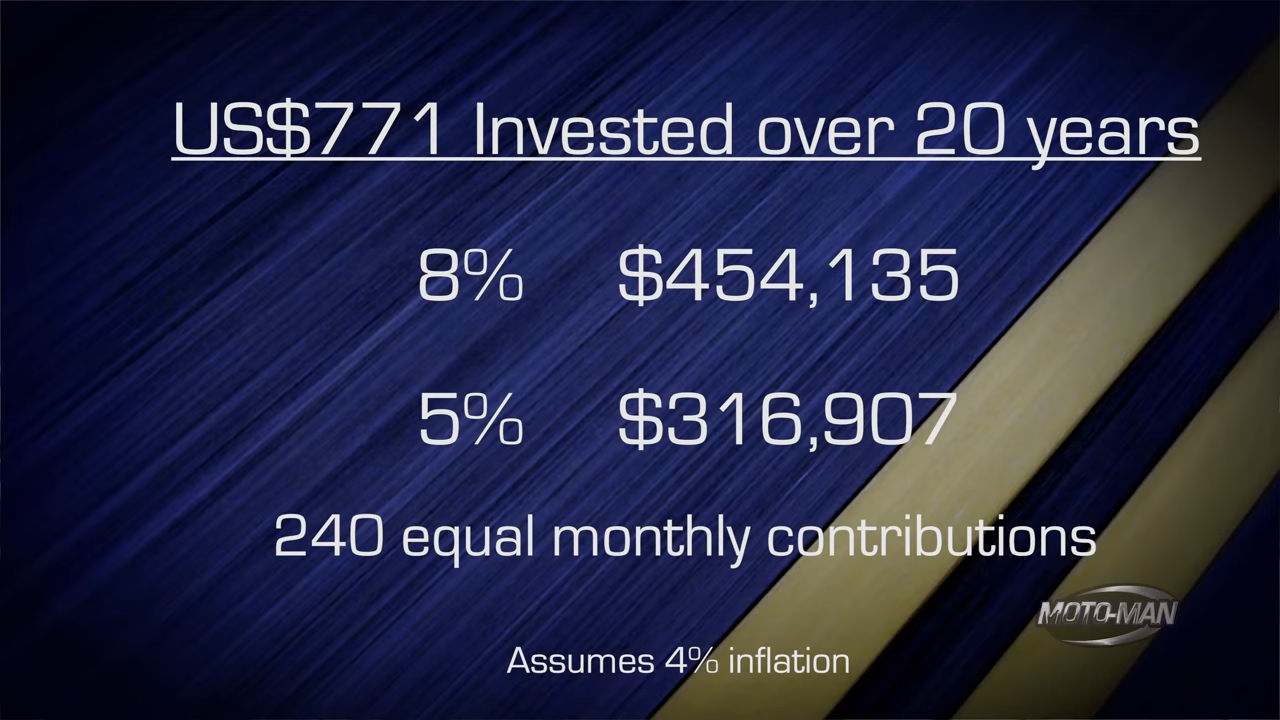 US$771 Invested over 20 years
8% $454,135
5% $316,907
240 equal monthly contributions
MOTO-MAN
Assumes 4% inflation